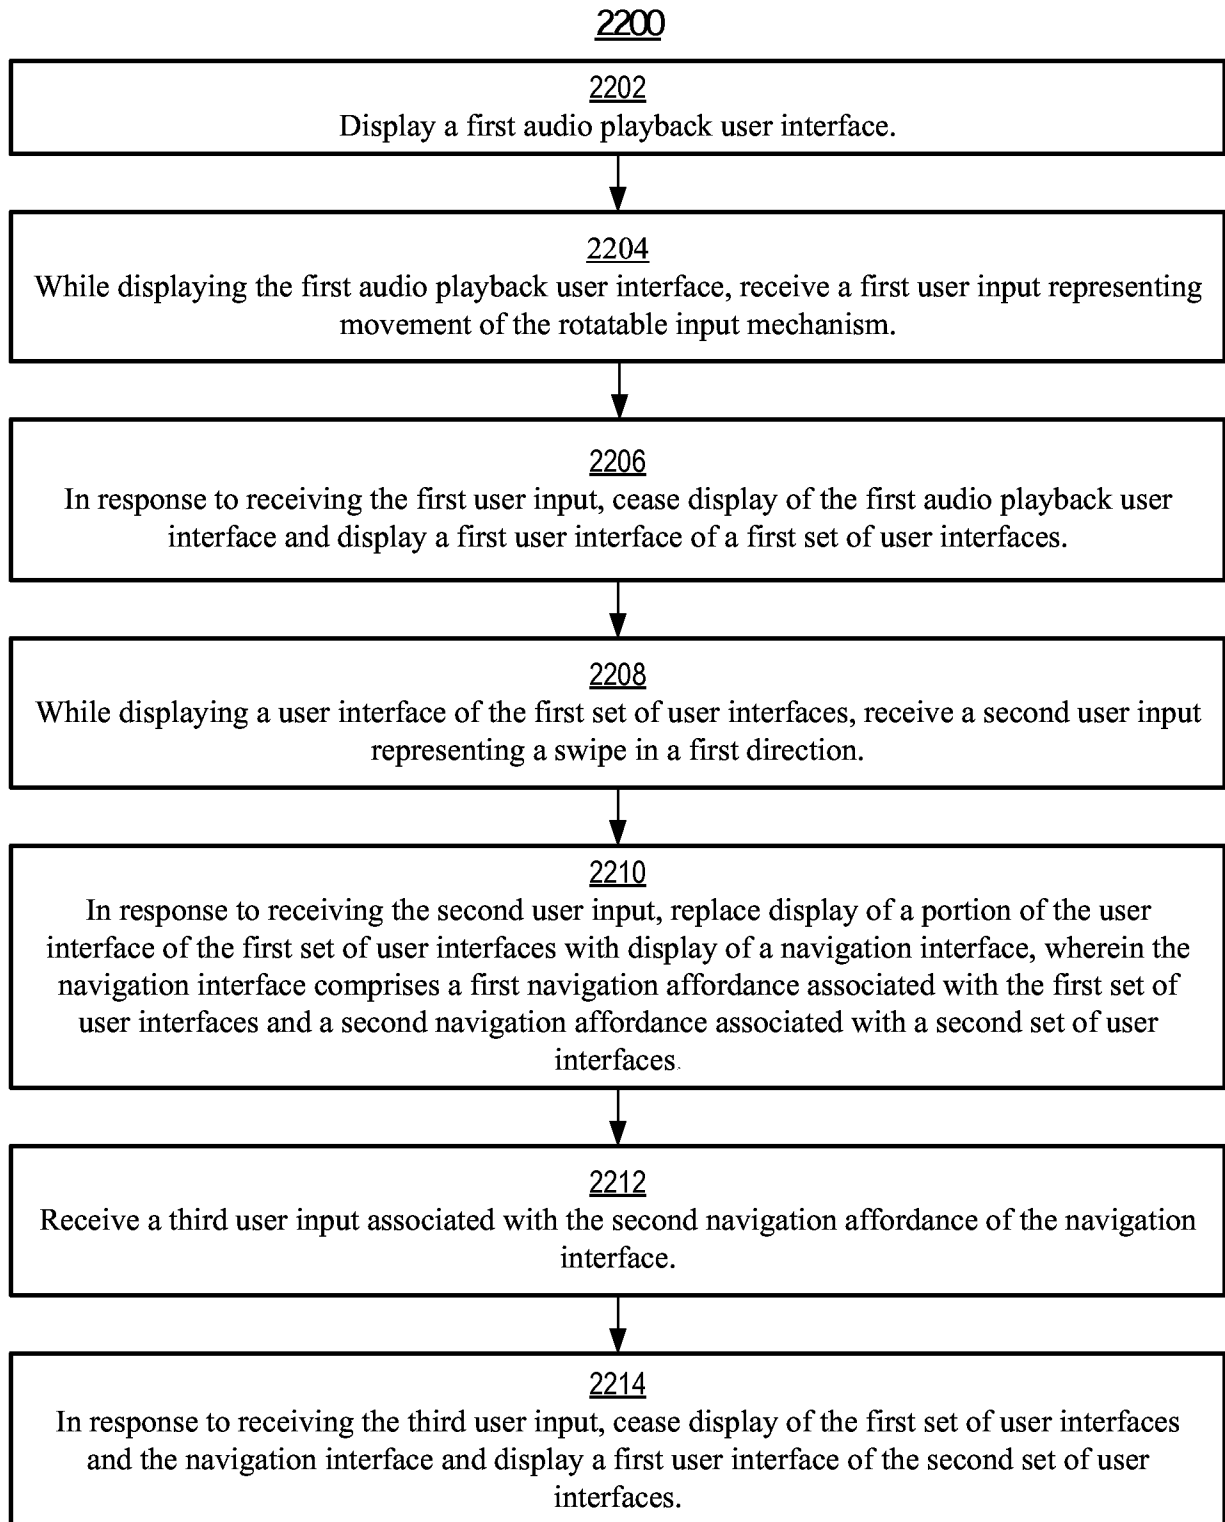 2200
2202
Display a first audio playback user interface.
2204
While displaying the first audio playback user interface, receive a first user input representing
movement of the rotatable input mechanism.
2206
In response to receiving the first user input, cease display of the first audio playback user
interface and display a first user interface of a first set of user interfaces.
2208
While displaying a user interface of the first set of user interfaces, receive a second user input
representing a swipe in a first direction.
2210
In response to receiving the second user input, replace display of a portion of the user
interface of the first set of user interfaces with display of a navigation interface, wherein the
navigation interface comprises a first navigation affordance associated with the first set of
user interfaces and a second navigation affordance associated with a second set of user
interfaces.
2212
Receive a third user input associated with the second navigation affordance of the navigation
interface.
2214
In response to receiving the third user input, cease display of the first set of user interfaces
and the navigation interface and display a first user interface of the second set of user
interfaces.